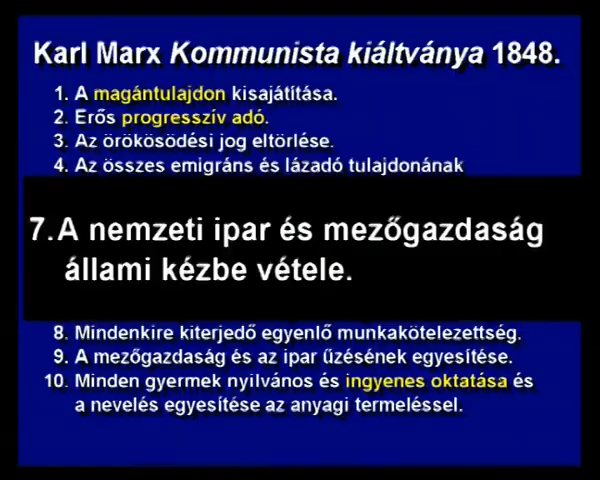 Karl Marx Kommunista kiáltványa 1848.
1. A magántulajdon kisajátítása.
2. Erős progresszív adó.
3. Az örökösödési jog eltörlése.
4. Az összes emigráns és lázadó tulajdonának
7. A nemzeti ipar és mezőgazdaság
állami kézbe vétele.
8. Mindenkire kiterjedő egyenlő munkakötelezettség.
9. A mezőgazdaság és az ipar űzésének egyesítése.
10. Minden gyermek nyilvános és ingyenes oktatása és
a nevelés egyesítése az anyagi termeléssel.